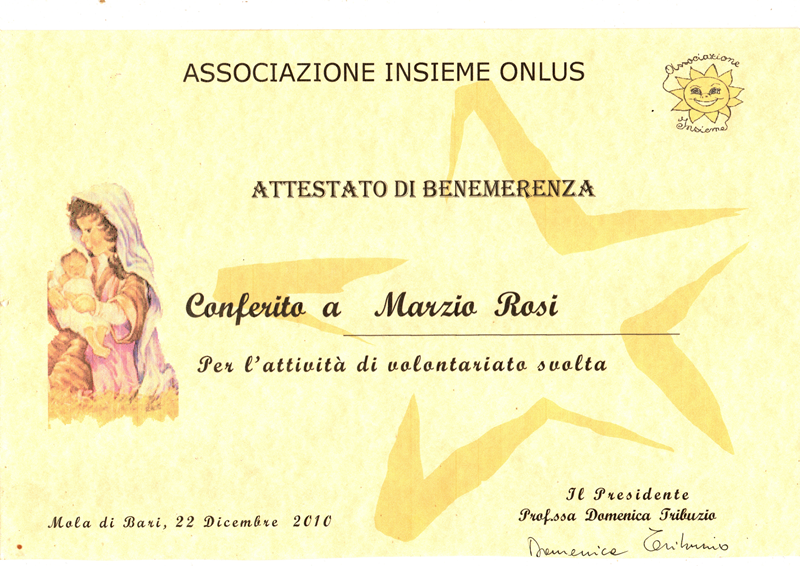 ASSOCIAZIONE INSIEME ONLUS
Associazione
Insieme
ATTESTATO DI BENEMERENZA
Conferito a Marzio Rosi
Per l'attività di volontariato svolta
Il Presidente
Mola di Bari, 22 Dicembre 2010
Prof.ssa Domenica Tribuzio
Domenica Tribuzio